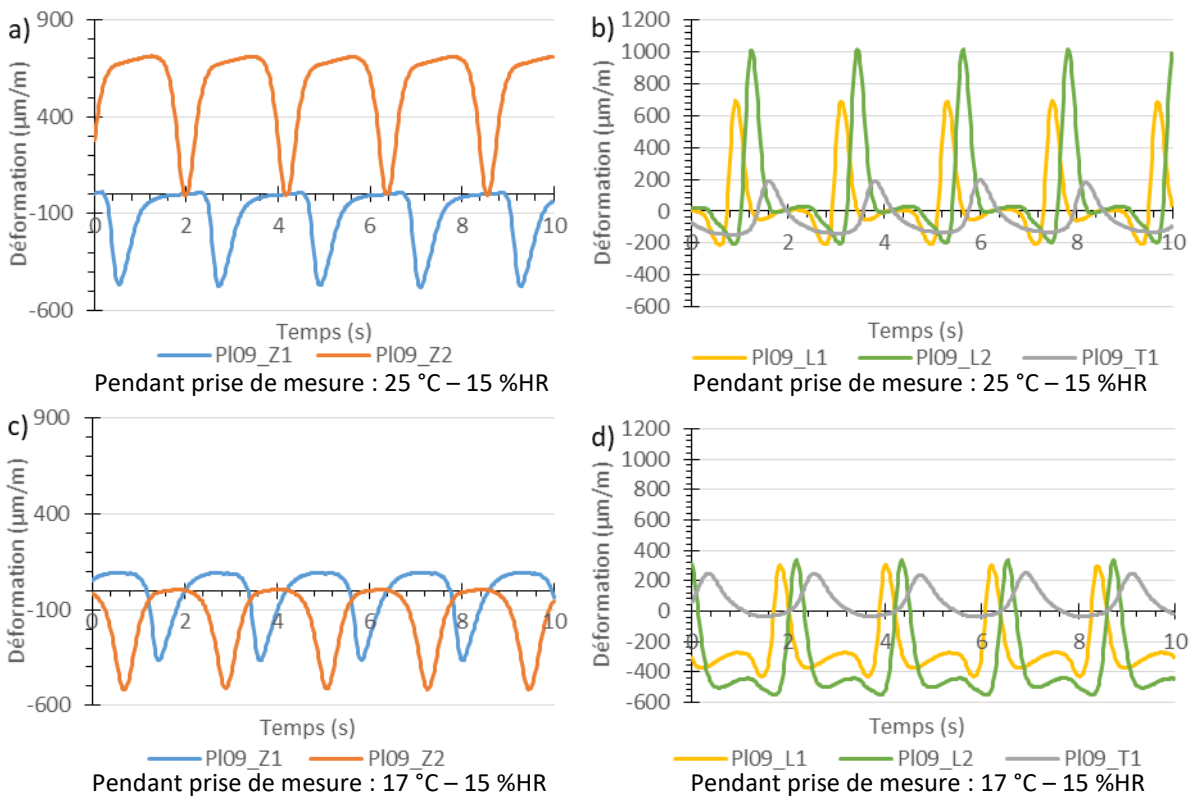 a)
Déformation (µm/m)
900
400
-100
-600
0
2
4
6
8
10
Temps (s)
Pl09_Z1
Pl09_Z2
Pendant prise de mesure : 25 °C – 15 %HR
b)
Déformation (µm/m)
1200
1000
800
600
400
200
0
-200
-400
-600
0
2
4
6
8
10
Temps (s)
Pl09_L1
Pl09_L2
Pl09_T1
Pendant prise de mesure : 25 °C – 15 %HR
c)
Déformation (µm/m)
900
400
-100
-600
0
2
4
6
8
10
Temps (s)
Pl09_Z1
Pl09_Z2
Pendant prise de mesure : 17 °C – 15 %HR
d)
Déformation (µm/m)
1200
1000
800
600
400
200
0
-200
-400
-600
0
2
4
6
8
10
Temps (s)
Pl09_L1
Pl09_L2
Pl09_T1
Pendant prise de mesure : 17 °C – 15 %HR